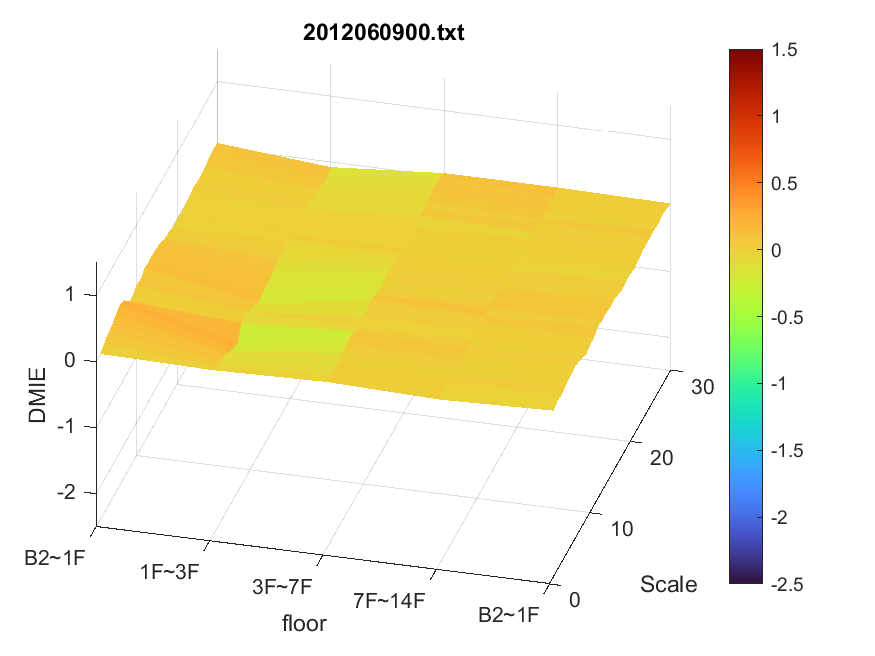 2012060900.txt
1.5
1
0.5
0
-0.5
-1
-1.5
-2
-2.5
DMIE
1
0
-1
-2
B2~1F
1F~3F
3F~7F
7F~14F
B2~1F
floor
0
10
20
30
Scale